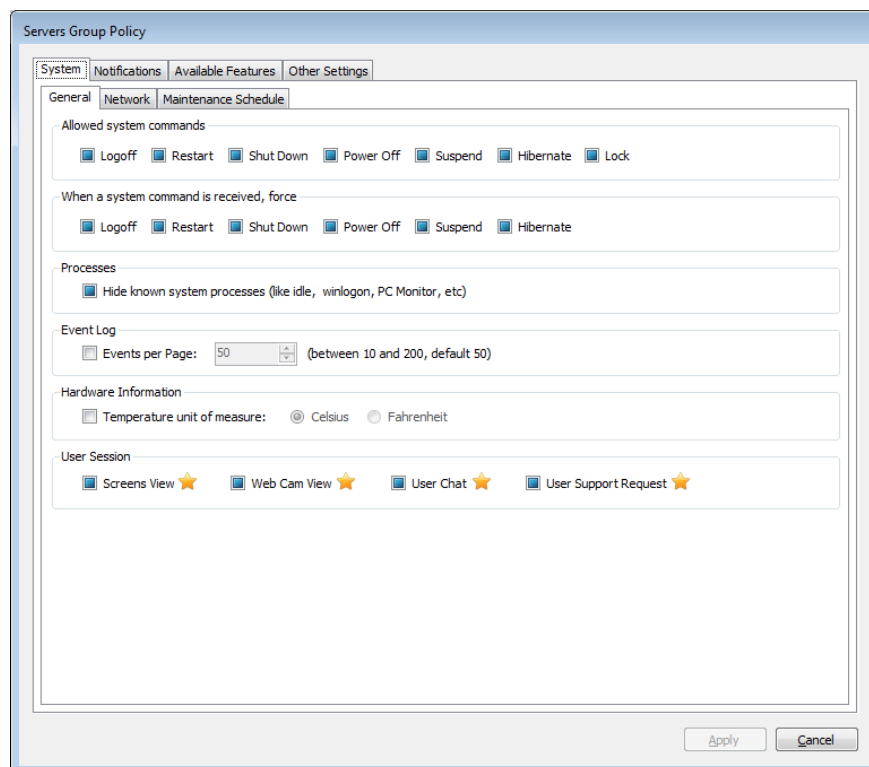 Servers Group Policy
System Notifications Available Features Other Settings
General Network Maintenance Schedule
Allowed system commands
Logoff Restart Shut Down Power Off Suspend Hibernate Lock
When a system command is received, force
Logoff Restart Shut Down Power Off Suspend Hibernate
Processes
Hide known system processes (like idle, winlogon, PC Monitor, etc)
Event Log
Events per Page: 50 (between 10 and 200, default 50)
Hardware Information
Temperature unit of measure: Celsius Fahrenheit
User Session
Screens View Web Cam View User Chat User Support Request
Apply Cancel